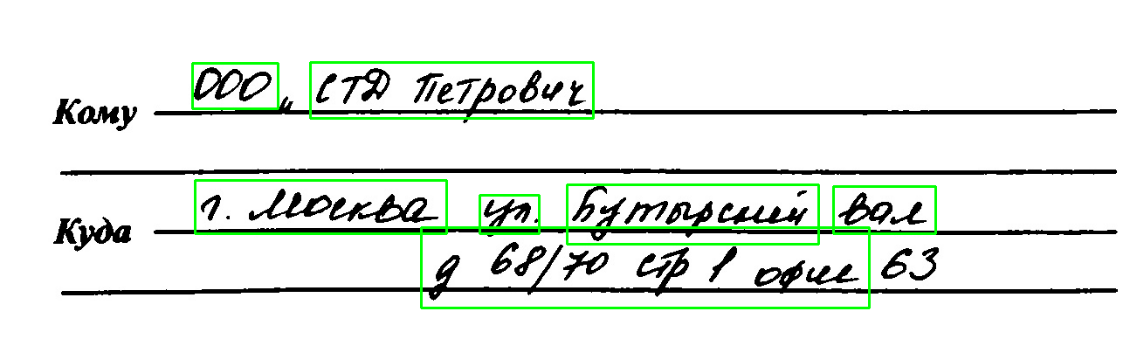 Кому ООО „ СТД Петрович
Куда г. Москва ул. Бутырский вал
д 68/70 стр 1 офис 63